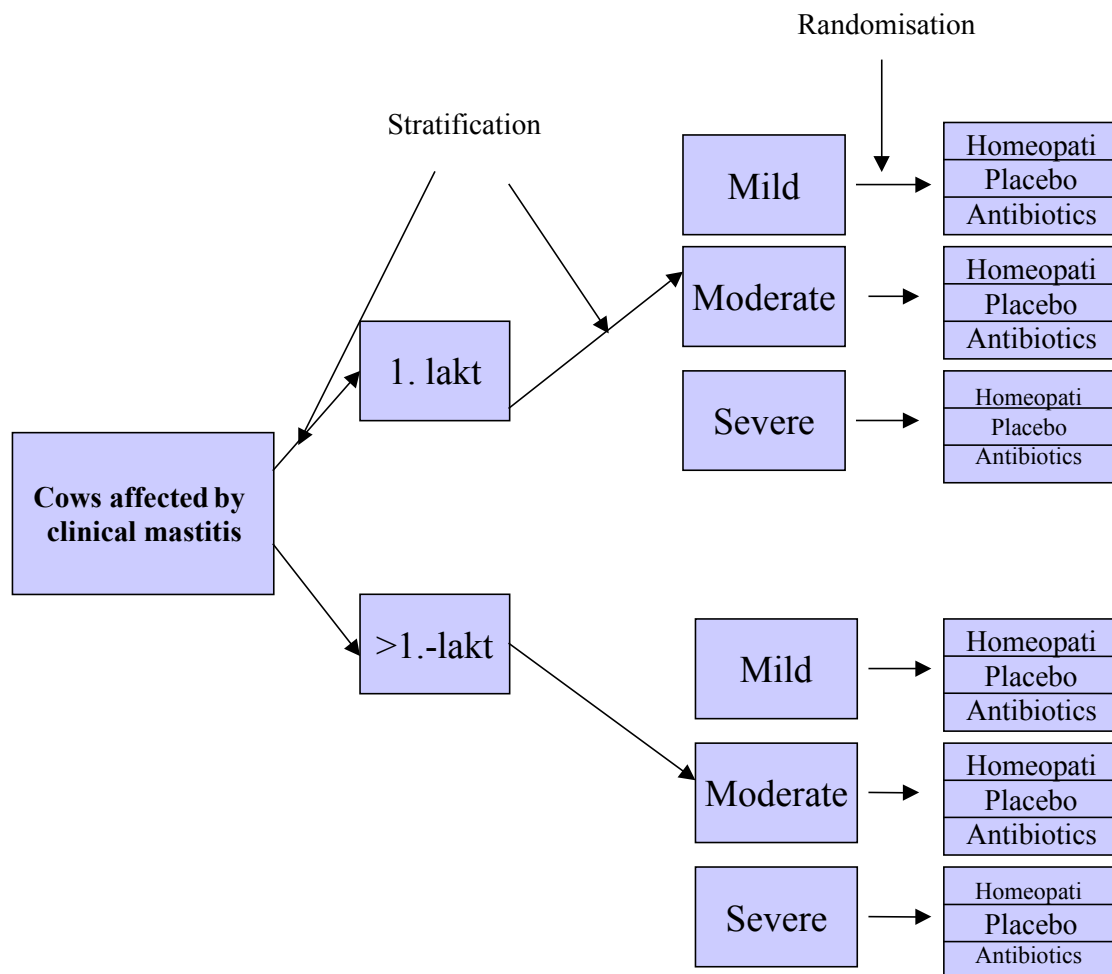 Randomisation
Stratification
Cows affected by
clinical mastitis
1. lakt
Mild
Homeopati
Placebo
Antibiotics
Moderate
Homeopati
Placebo
Antibiotics
Severe
Homeopati
Placebo
Antibiotics
>1.-lakt
Mild
Homeopati
Placebo
Antibiotics
Moderate
Homeopati
Placebo
Antibiotics
Severe
Homeopati
Placebo
Antibiotics